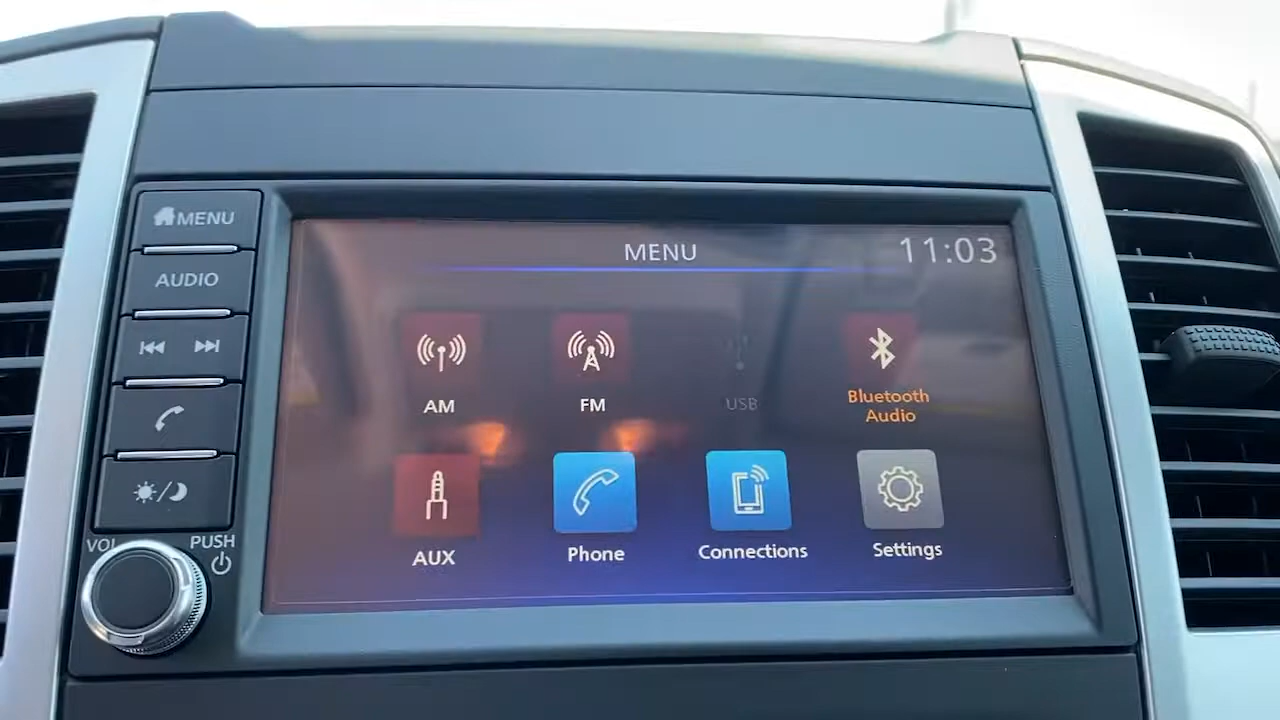 MENU
AUDIO
VOL
PUSH
MENU
11:03
AM
FM
USB
Bluetooth
Audio
AUX
Phone
Connections
Settings